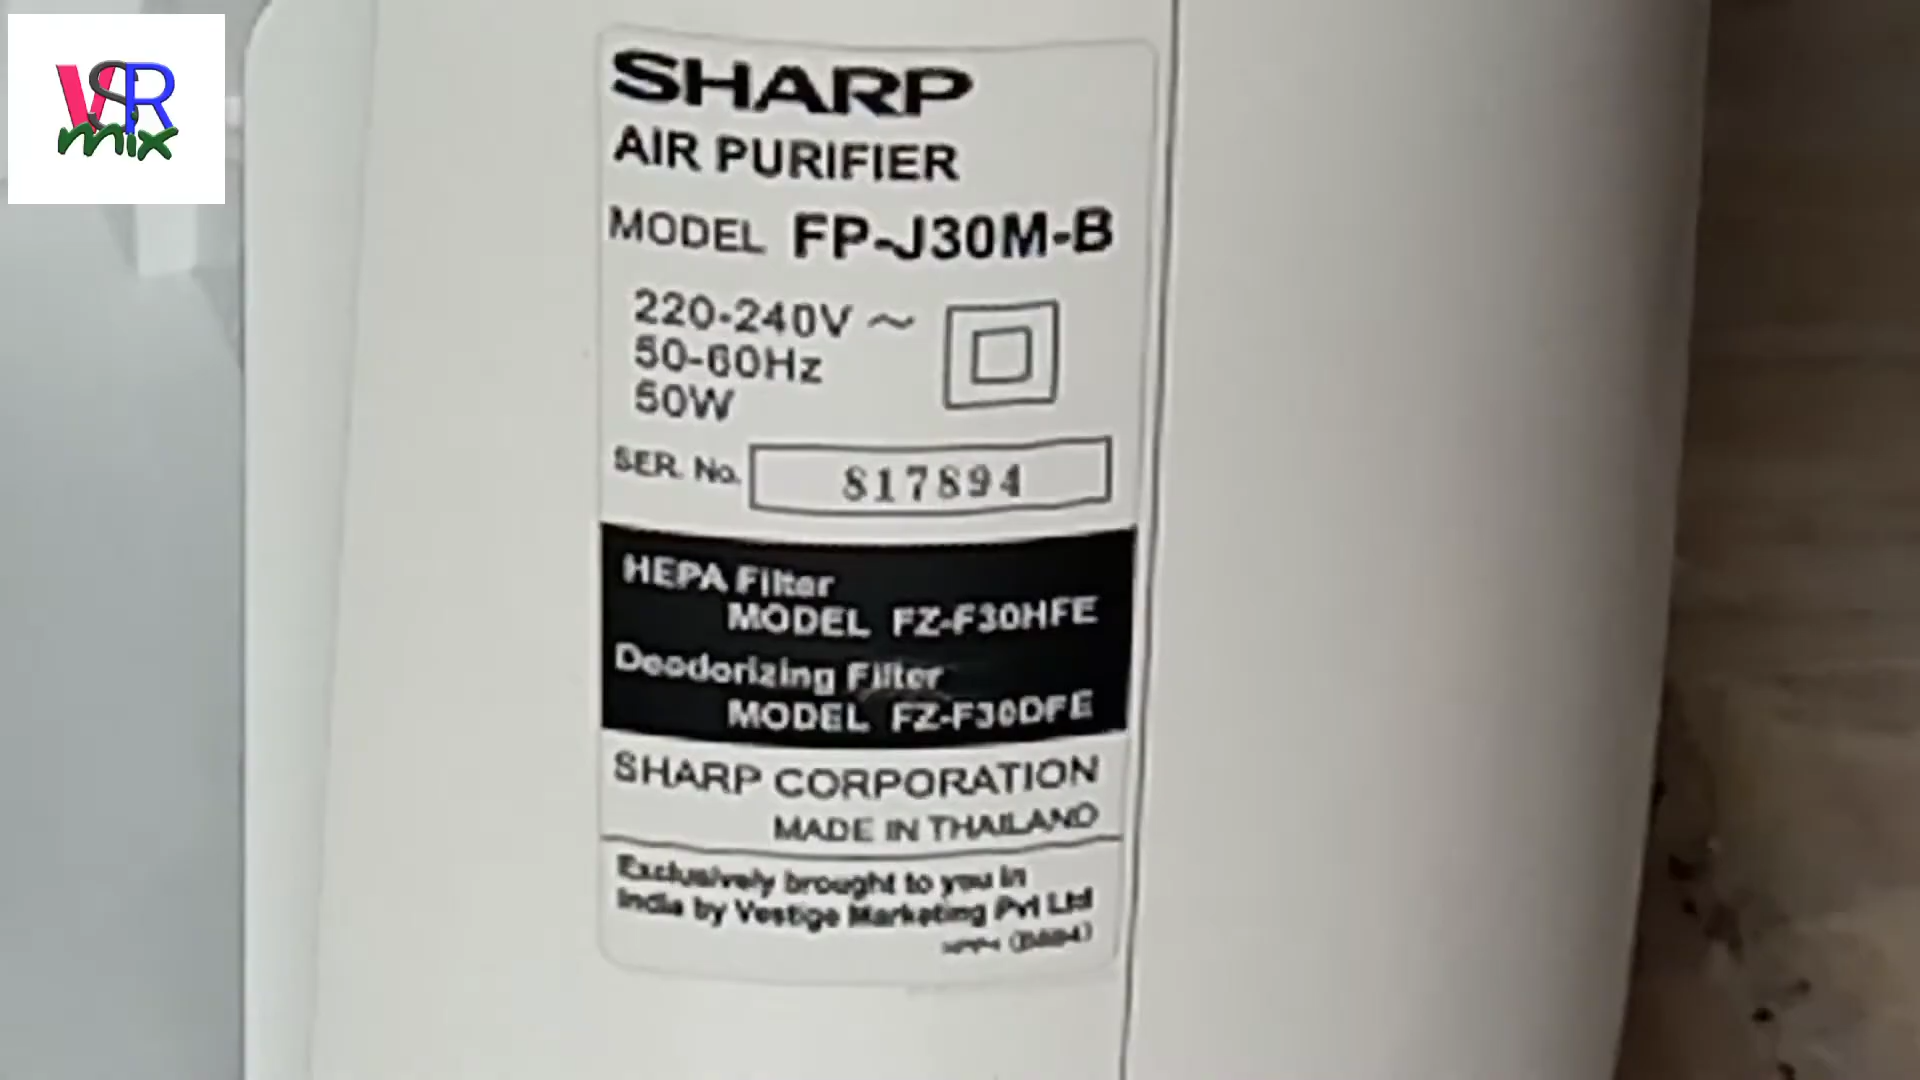 VSR
mix
SHARP
AIR PURIFIER
MODEL FP-J30M-B
220-240V ~
50-60Hz
50W
SER. No. 817894
HEPA Filter
MODEL FZ-F30HFE
Deodorizing Filter
MODEL FZ-F30DFE
SHARP CORPORATION
MADE IN THAILAND
Exclusively brought to you in
India by Vestige Marketing Pvt Ltd